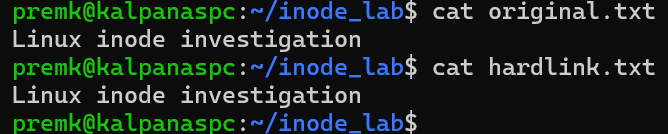 premk@kalpanaspc:~/inode_lab$ cat original.txt
Linux inode investigation
premk@kalpanaspc:~/inode_lab$ cat hardlink.txt
Linux inode investigation
premk@kalpanaspc:~/inode_lab$